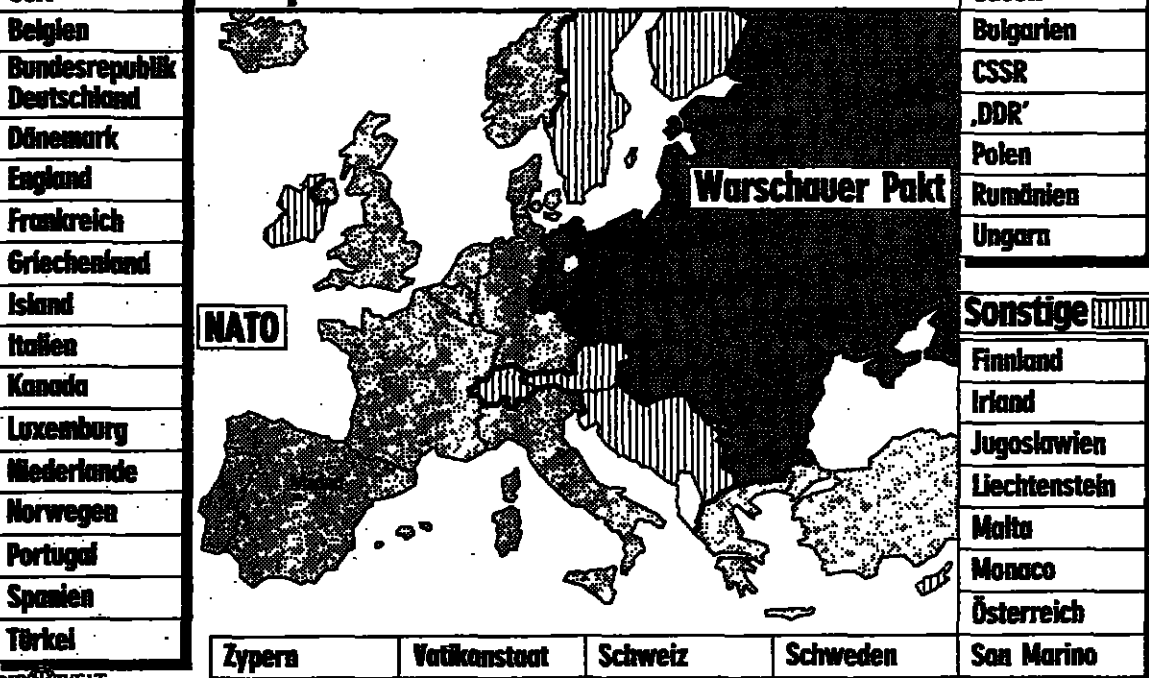 Belgien
Bundesrepublik
Deutschland
Dänemark
England
Frankreich
Griechenland
Island
Italien
Kanada
Luxemburg
Niederlande
Norwegen
Portugal
Spanien
Türkei
NATO
Warschauer Pakt
Bulgarien
CSSR
‚DDR‘
Polen
Rumänien
Ungarn
Sonstige
Finnland
Irland
Jugoslawien
Liechtenstein
Malta
Monaco
Österreich
San Marino
Zypern
Vatikanstaat
Schweiz
Schweden